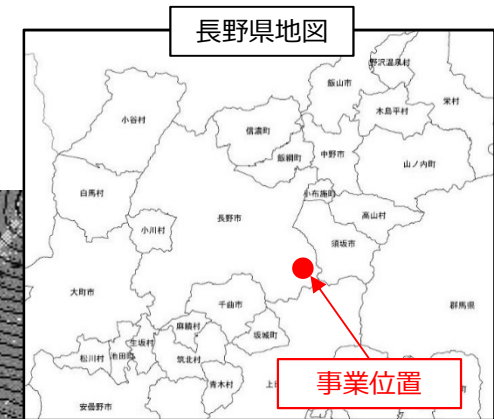 長野県地図
野沢温泉村
飯山市
栄村
木島平村
小谷村
信濃町
飯綱町
中野市
山ノ内町
白馬村
小布施町
高山村
長野市
小川村
須坂市
大町市
千曲市
群馬県
麻績村
坂城町
生坂村
松川村
池田町
筑北村
青木村
上田
事業位置
町
安曇野市